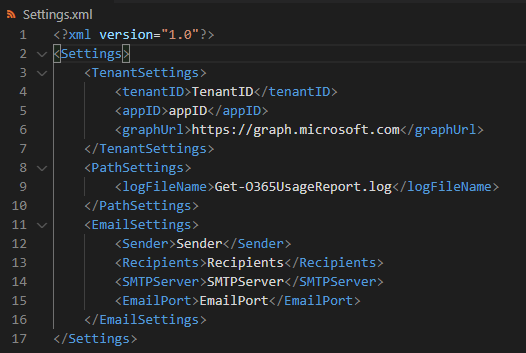 Settings.xml
1 <?xml version="1.0"?>
2 <Settings>
3 <TenantSettings>
4 <tenantID>TenantID</tenantID>
5 <appID>appID</appID>
6 <graphUrl>https://graph.microsoft.com</graphUrl>
7 </TenantSettings>
8 <PathSettings>
9 <logFileName>Get-O365UsageReport.log</logFileName>
10 </PathSettings>
11 <EmailSettings>
12 <Sender>Sender</Sender>
13 <Recipients>Recipients</Recipients>
14 <SMTPServer>SMTPServer</SMTPServer>
15 <EmailPort>EmailPort</EmailPort>
16 </EmailSettings>
17 </Settings>